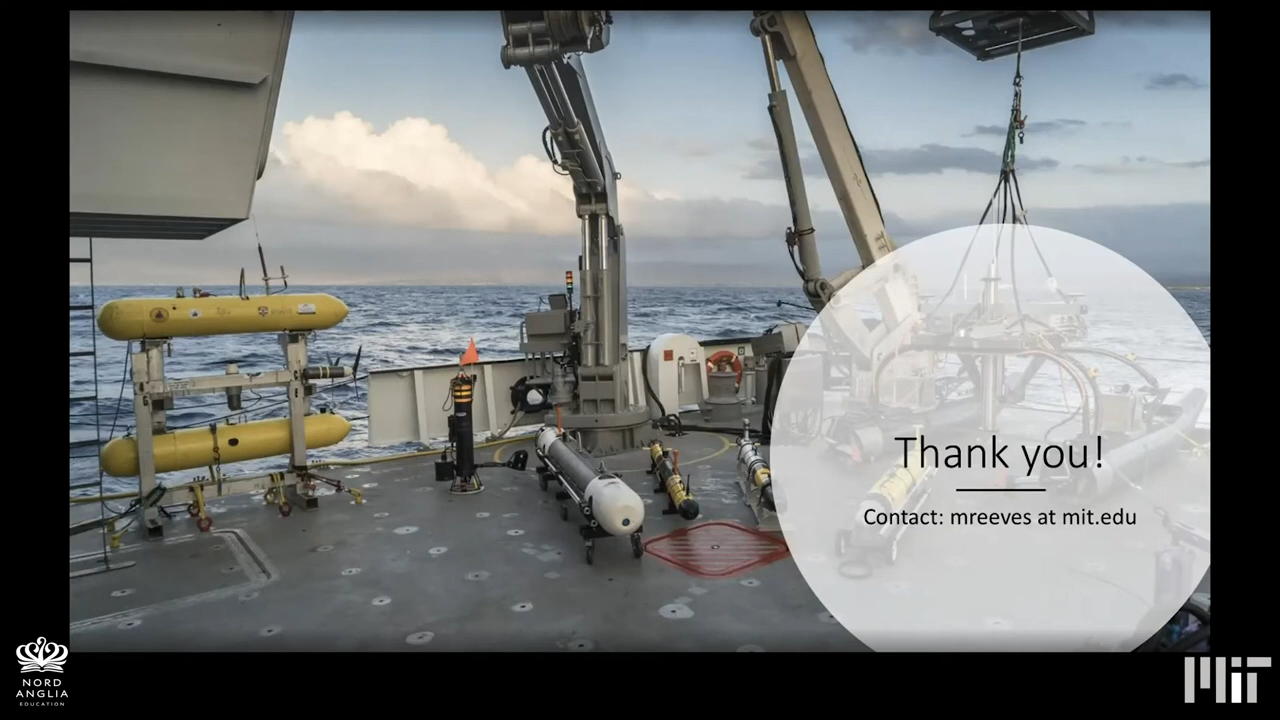 Thank you!
Contact: mreeves at mit.edu
NORD
ANGLIA
EDUCATION
MIT